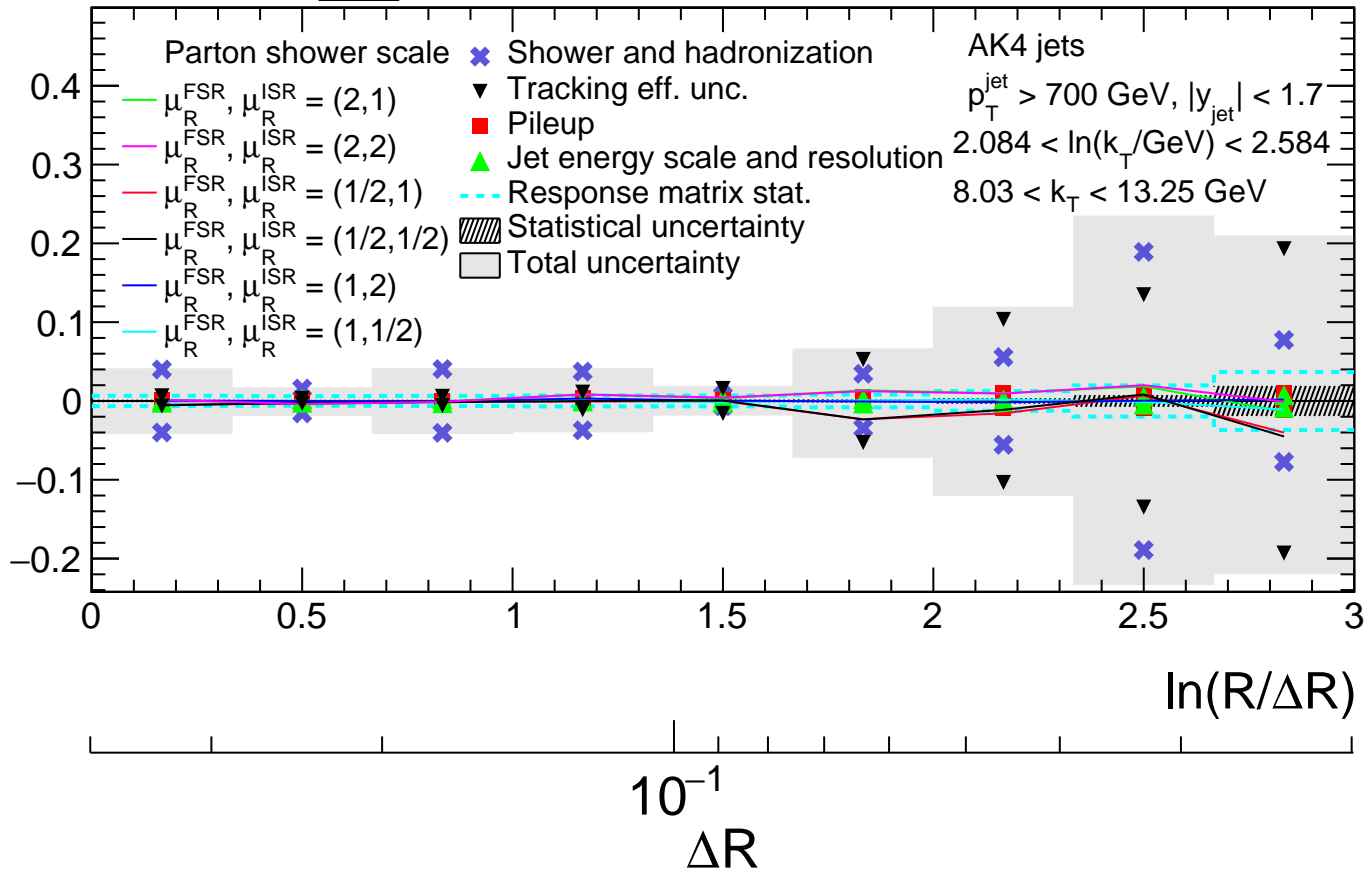 Parton shower scale
μ_R^FSR, μ_R^ISR = (2,1)
μ_R^FSR, μ_R^ISR = (2,2)
μ_R^FSR, μ_R^ISR = (1/2,1)
μ_R^FSR, μ_R^ISR = (1/2,1/2)
μ_R^FSR, μ_R^ISR = (1,2)
μ_R^FSR, μ_R^ISR = (1,1/2)
Shower and hadronization
Tracking eff. unc.
Pileup
Jet energy scale and resolution
Response matrix stat.
Statistical uncertainty
Total uncertainty
AK4 jets
p_T^jet > 700 GeV, |y_jet| < 1.7
2.084 < ln(k_T/GeV) < 2.584
8.03 < k_T < 13.25 GeV
0.4
0.3
0.2
0.1
0
−0.1
−0.2
0 0.5 1 1.5 2 2.5 3
ln(R/ΔR)
10^−1
ΔR